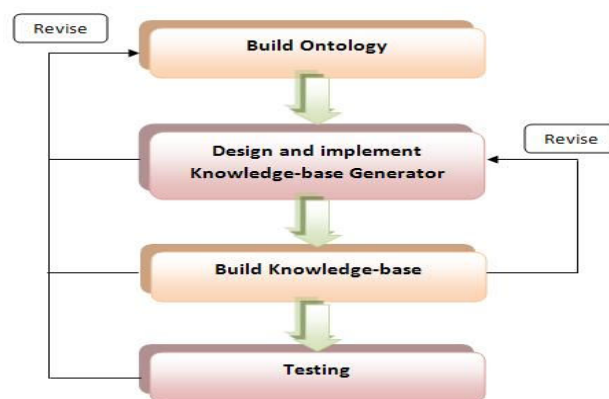 Revise
Build Ontology
Design and implement
Knowledge-base Generator
Revise
Build Knowledge-base
Testing